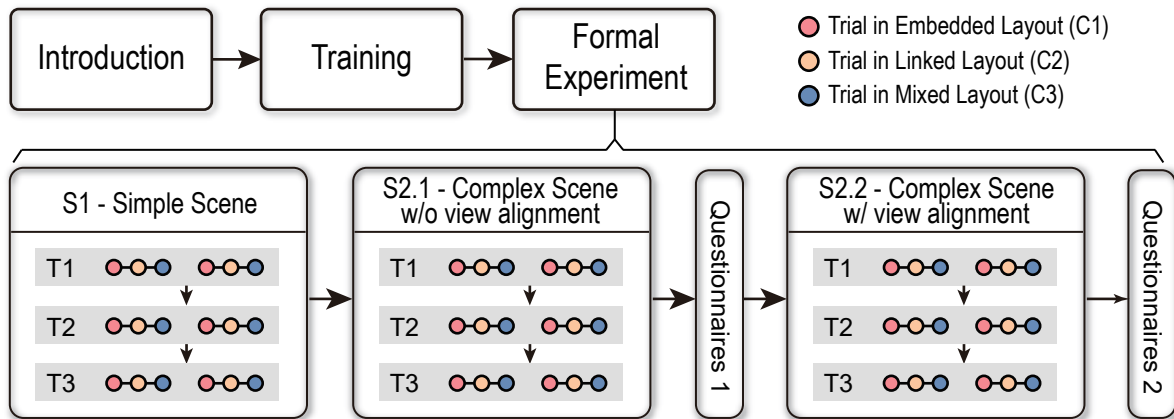 Introduction
Training
Formal
Experiment
Trial in Embedded Layout (C1)
Trial in Linked Layout (C2)
Trial in Mixed Layout (C3)
S1 - Simple Scene
T1
T2
T3
S2.1 - Complex Scene
w/o view alignment
T1
T2
T3
Questionnaires 1
S2.2 - Complex Scene
w/ view alignment
T1
T2
T3
Questionnaires 2